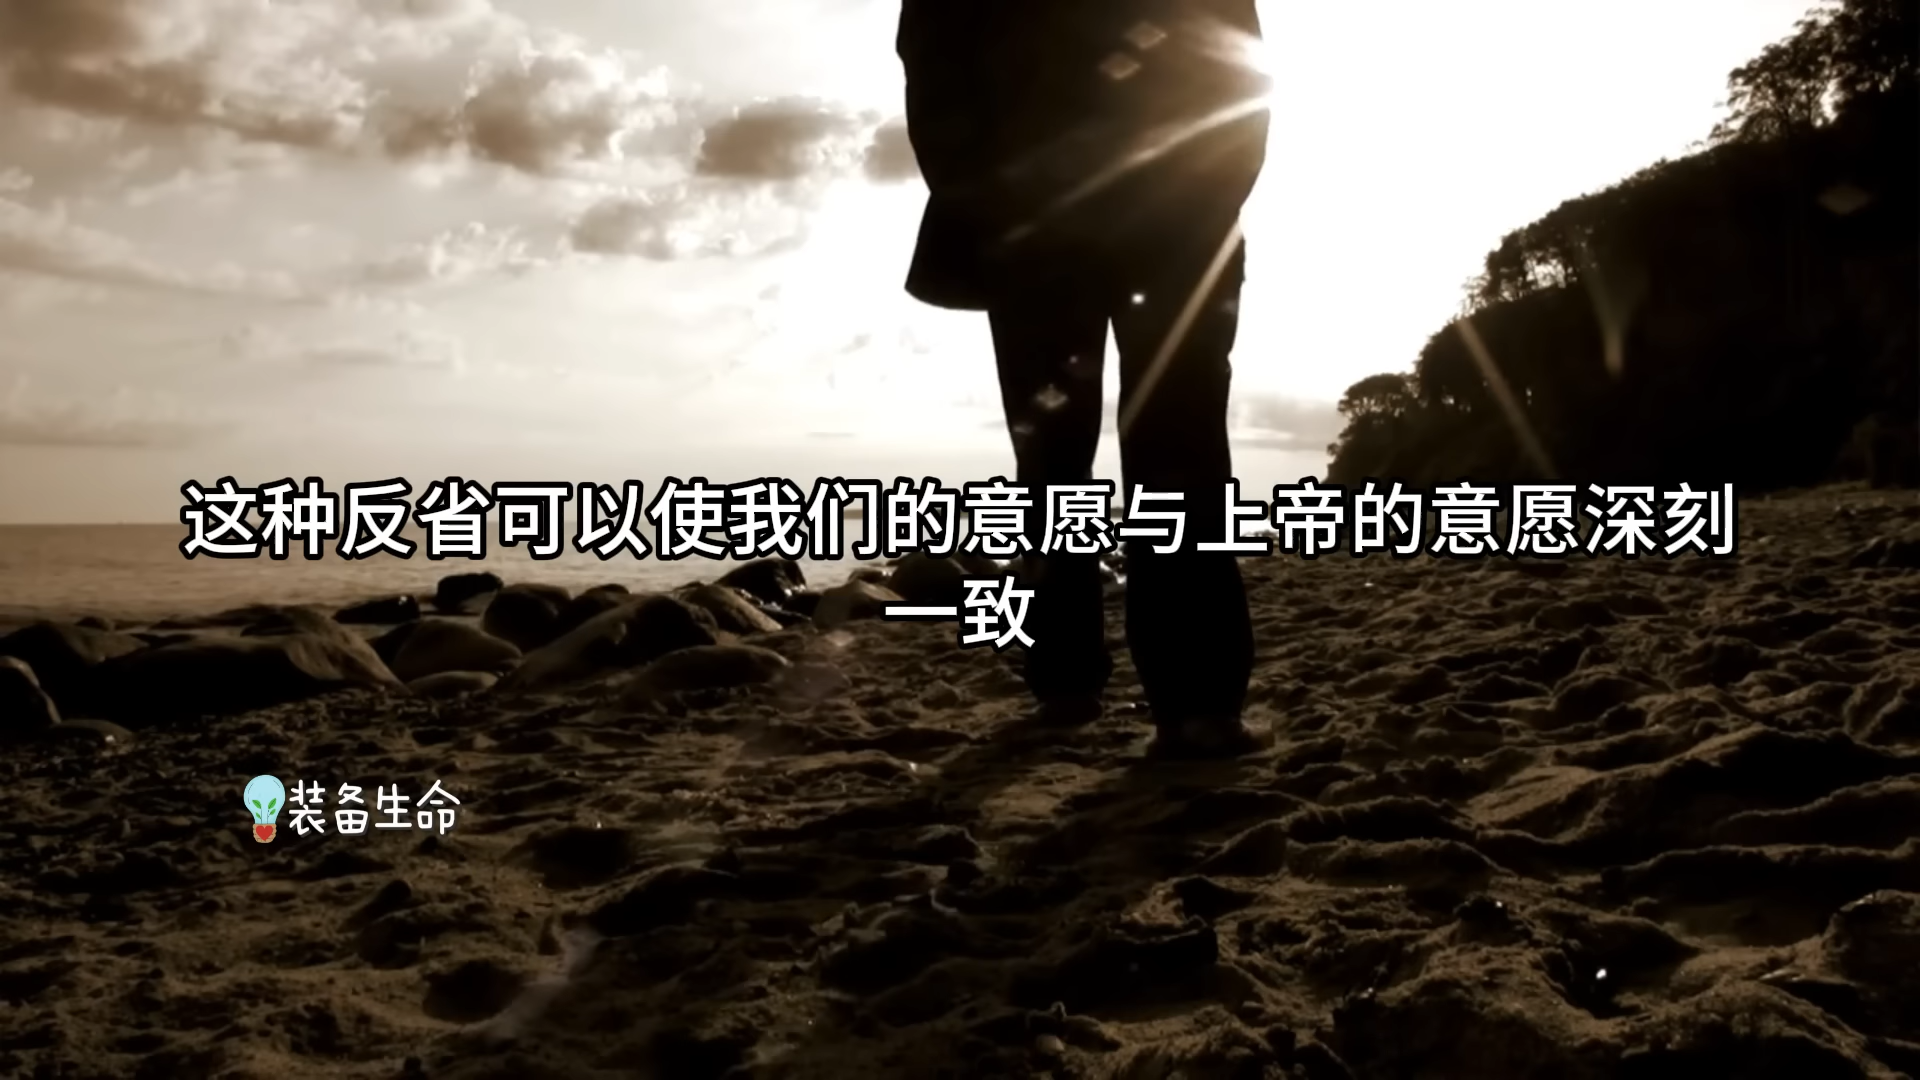 这种反省可以使我们的意愿与上帝的意愿深刻
一致
装备生命